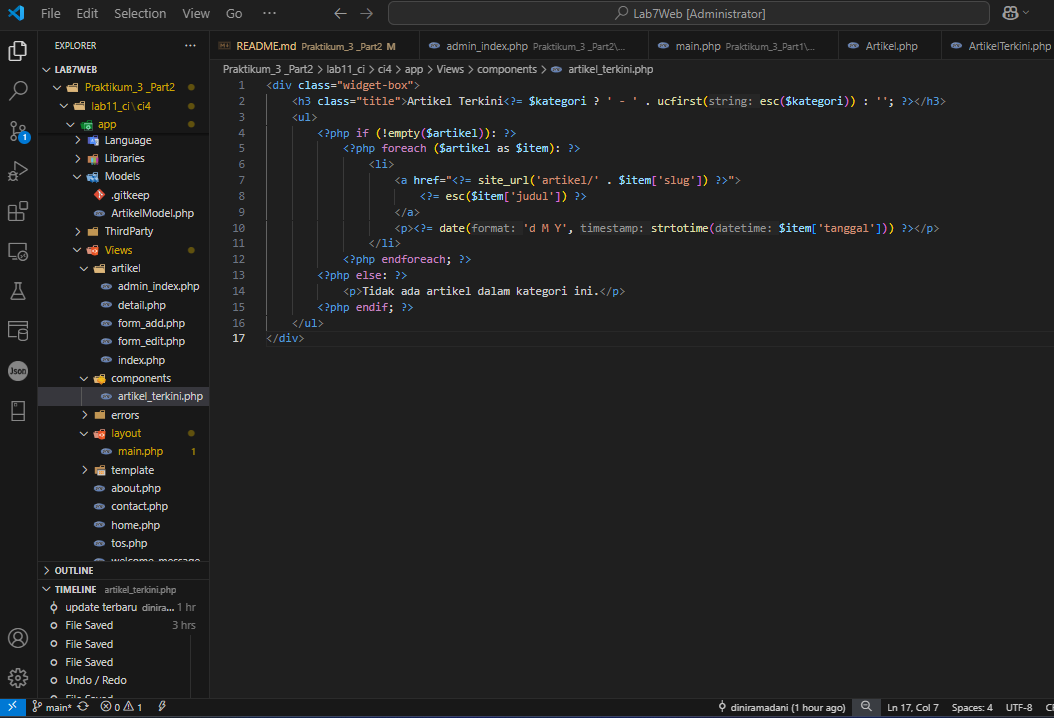 File Edit Selection View Go ··· Lab7Web [Administrator]
EXPLORER ···
LAB7WEB
Praktikum_3 _Part2
lab11_ci\ci4
app
Language
Libraries
Models
.gitkeep
ArtikelModel.php
ThirdParty
Views
artikel
admin_index.php
detail.php
form_add.php
form_edit.php
index.php
components
artikel_terkini.php
errors
layout
main.php 1
template
about.php
contact.php
home.php
tos.php
OUTLINE
TIMELINE artikel_terkini.php
update terbaru dinira... 1 hr
File Saved 3 hrs
File Saved
File Saved
Undo / Redo
File Saved
README.md Praktikum_3 _Part2 M admin_index.php Praktikum_3 _Part2\... main.php Praktikum_3_Part1\... Artikel.php ArtikelTerkini.php
Praktikum_3 _Part2 > lab11_ci > ci4 > app > Views > components > artikel_terkini.php
1 <div class="widget-box">
2 <h3 class="title">Artikel Terkini<?= $kategori ? ' - ' . ucfirst(string: esc($kategori)) : ''; ?></h3>
3 <ul>
4 <?php if (!empty($artikel)): ?>
5 <?php foreach ($artikel as $item): ?>
6 <li>
7 <a href="<?= site_url('artikel/' . $item['slug']) ?>">
8 <?= esc($item['judul']) ?>
9 </a>
10 <p><?= date(format: 'd M Y', timestamp: strtotime(datetime: $item['tanggal'])) ?></p>
11 </li>
12 <?php endforeach; ?>
13 <?php else: ?>
14 <p>Tidak ada artikel dalam kategori ini.</p>
15 <?php endif; ?>
16 </ul>
17 </div>
1
Json
main* 0 1 diniramadani (1 hour ago) Ln 17, Col 7 Spaces: 4 UTF-8